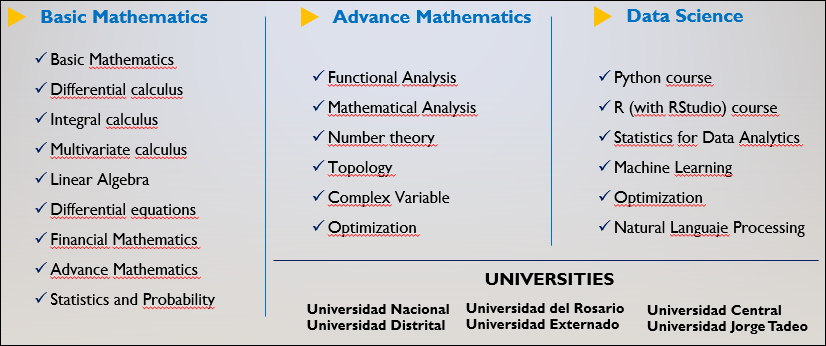 Basic Mathematics
Basic Mathematics
Differential calculus
Integral calculus
Multivariate calculus
Linear Algebra
Differential equations
Financial Mathematics
Advance Mathematics
Statistics and Probability
Advance Mathematics
Functional Analysis
Mathematical Analysis
Number theory
Topology
Complex Variable
Optimization
Data Science
Python course
R (with RStudio) course
Statistics for Data Analytics
Machine Learning
Optimization
Natural Languaje Processing
UNIVERSITIES
Universidad Nacional
Universidad Distrital
Universidad del Rosario
Universidad Externado
Universidad Central
Universidad Jorge Tadeo